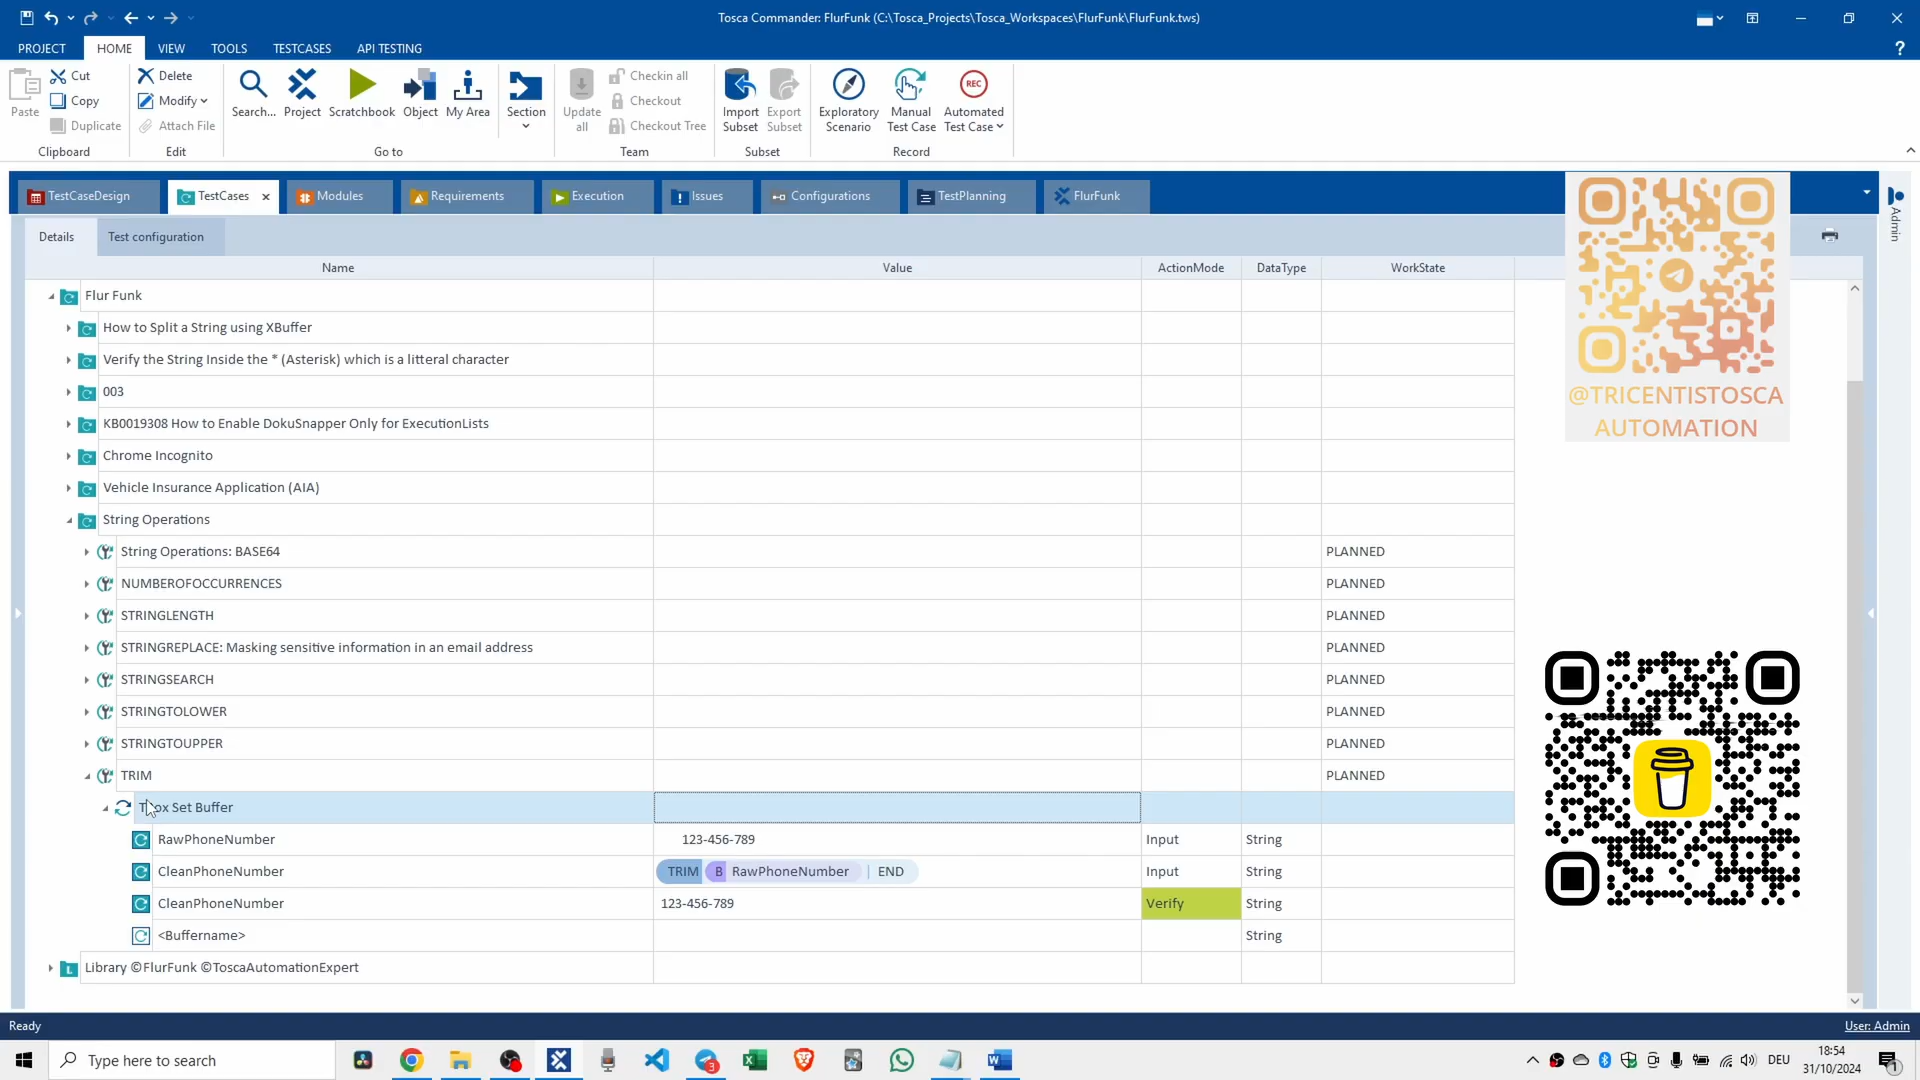 Tosca Commander: FlurFunk (C:\Tosca_Projects\Tosca_Workspaces\FlurFunk\FlurFunk.tws)
PROJECT HOME VIEW TOOLS TESTCASES API TESTING ?
Paste
Cut
Copy
Duplicate
Clipboard
Delete
Modify
Attach File
Edit
Search... Project Scratchbook Object My Area
Go to
Section
Update all
Checkin all
Checkout
Checkout Tree
Team
Import Subset
Export Subset
Subset
Exploratory Scenario
Manual Test Case
REC
Automated Test Case
Record
TestCaseDesign TestCases × Modules Requirements Execution Issues Configurations TestPlanning FlurFunk
Admin
Details Test configuration
Name Value ActionMode DataType WorkState
Flur Funk
How to Split a String using XBuffer
Verify the String Inside the * (Asterisk) which is a litteral character
003
KB0019308 How to Enable DokuSnapper Only for ExecutionLists
Chrome Incognito
Vehicle Insurance Application (AIA)
String Operations
String Operations: BASE64 PLANNED
NUMBEROFOCCURRENCES PLANNED
STRINGLENGTH PLANNED
STRINGREPLACE: Masking sensitive information in an email address PLANNED
STRINGSEARCH PLANNED
STRINGTOLOWER PLANNED
STRINGTOUPPER PLANNED
TRIM PLANNED
Set Buffer
RawPhoneNumber 123-456-789 Input String
CleanPhoneNumber TRIM B RawPhoneNumber | END Input String
CleanPhoneNumber 123-456-789 Verify String
<Buffername> String
Library ©FlurFunk ©ToscaAutomationExpert
@TRICENTISTOSCA
AUTOMATION
Ready User: Admin
Type here to search
3
DEU
18:54
31/10/2024
1